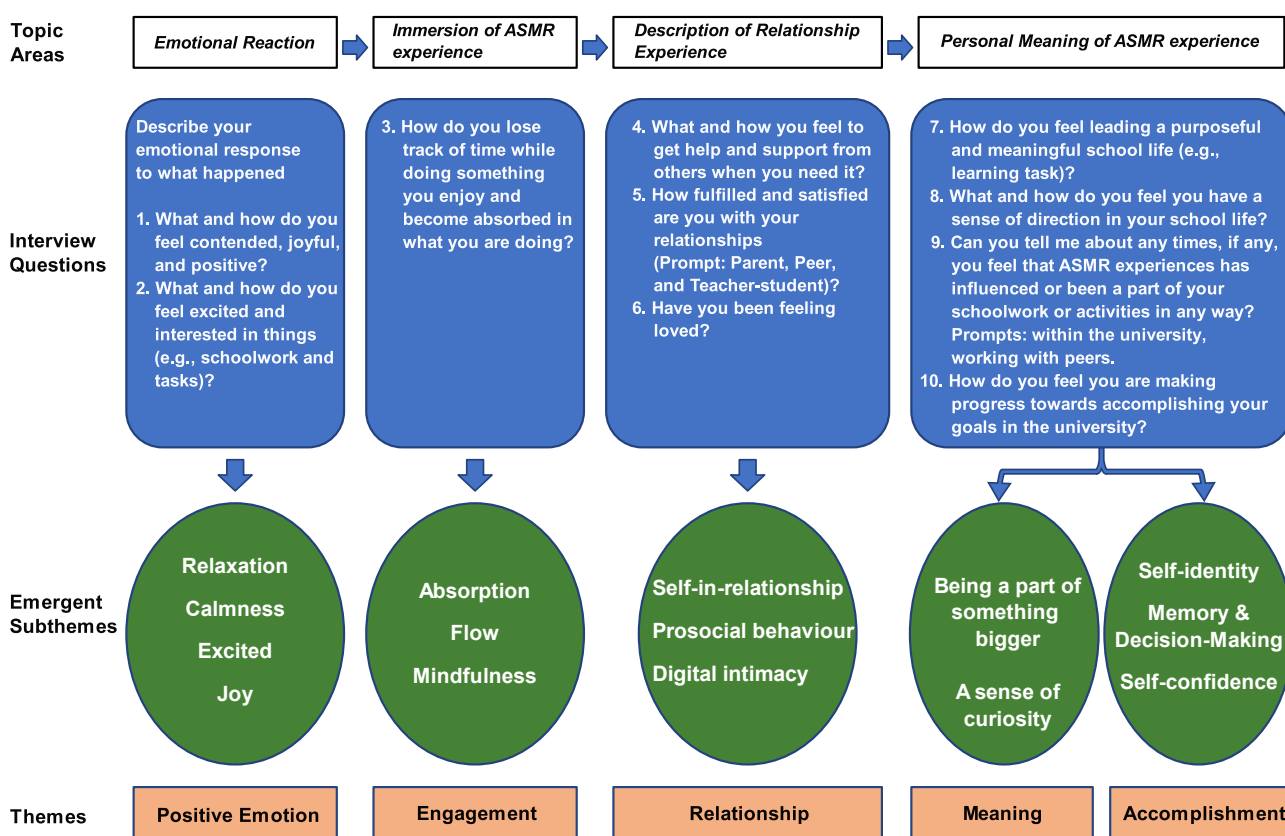 Topic
Areas
Emotional Reaction
Immersion of ASMR
experience
Description of Relationship
Experience
Personal Meaning of ASMR experience
Interview
Questions
Describe your
emotional response
to what happened
1. What and how do you
feel contended, joyful,
and positive?
2. What and how do you
feel excited and
interested in things
(e.g., schoolwork and
tasks)?
3. How do you lose
track of time while
doing something
you enjoy and
become absorbed in
what you are doing?
4. What and how you feel to
get help and support from
others when you need it?
5. How fulfilled and satisfied
are you with your
relationships
(Prompt: Parent, Peer,
and Teacher-student)?
6. Have you been feeling
loved?
7. How do you feel leading a purposeful
and meaningful school life (e.g.,
learning task)?
8. What and how do you feel you have a
sense of direction in your school life?
9. Can you tell me about any times, if any,
you feel that ASMR experiences has
influenced or been a part of your
schoolwork or activities in any way?
Prompts: within the university,
working with peers.
10. How do you feel you are making
progress towards accomplishing your
goals in the university?
Emergent
Subthemes
Relaxation
Calmness
Excited
Joy
Absorption
Flow
Mindfulness
Self-in-relationship
Prosocial behaviour
Digital intimacy
Being a part of
something
bigger
A sense of
curiosity
Self-identity
Memory &
Decision-Making
Self-confidence
Themes
Positive Emotion
Engagement
Relationship
Meaning
Accomplishment